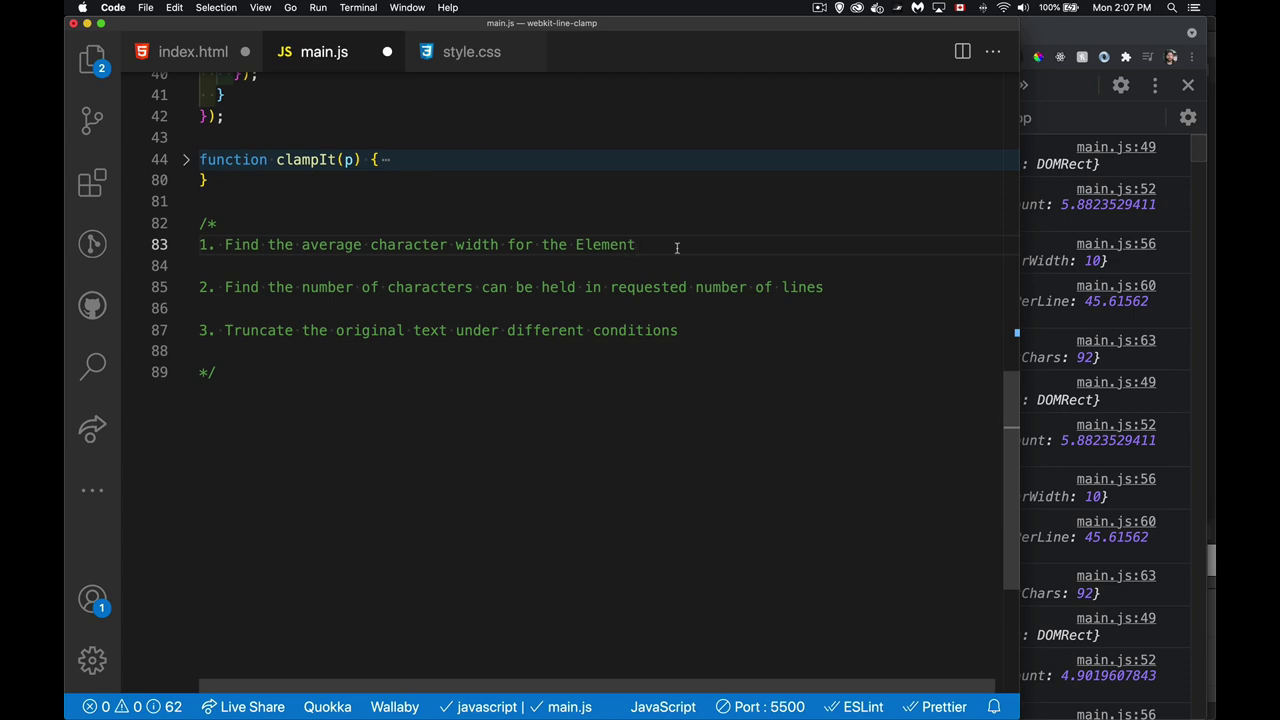 Code File Edit Selection View Go Run Terminal Window Help 100% Mon 2:07 PM
main.js — webkit-line-clamp
index.html JS main.js style.css
2
40 });
41 }
42 });
43
44 function clampIt(p) {
80 }
81
82 /*
83 1. Find the average character width for the Element
84
85 2. Find the number of characters can be held in requested number of lines
86
87 3. Truncate the original text under different conditions
88
89 */
1
0 0 62 Live Share Quokka Wallaby javascript | main.js JavaScript Port : 5500 ESLint Prettier
op
main.js:49
: DOMRect}
main.js:52
unt: 5.8823529411
main.js:56
rWidth: 10}
main.js:60
PerLine: 45.61562
main.js:63
Chars: 92}
main.js:49
: DOMRect}
main.js:52
ount: 5.8823529411
main.js:56
rWidth: 10}
main.js:60
PerLine: 45.61562
main.js:63
Chars: 92}
main.js:49
: DOMRect}
main.js:52
ount: 4.9019607843
main.js:56